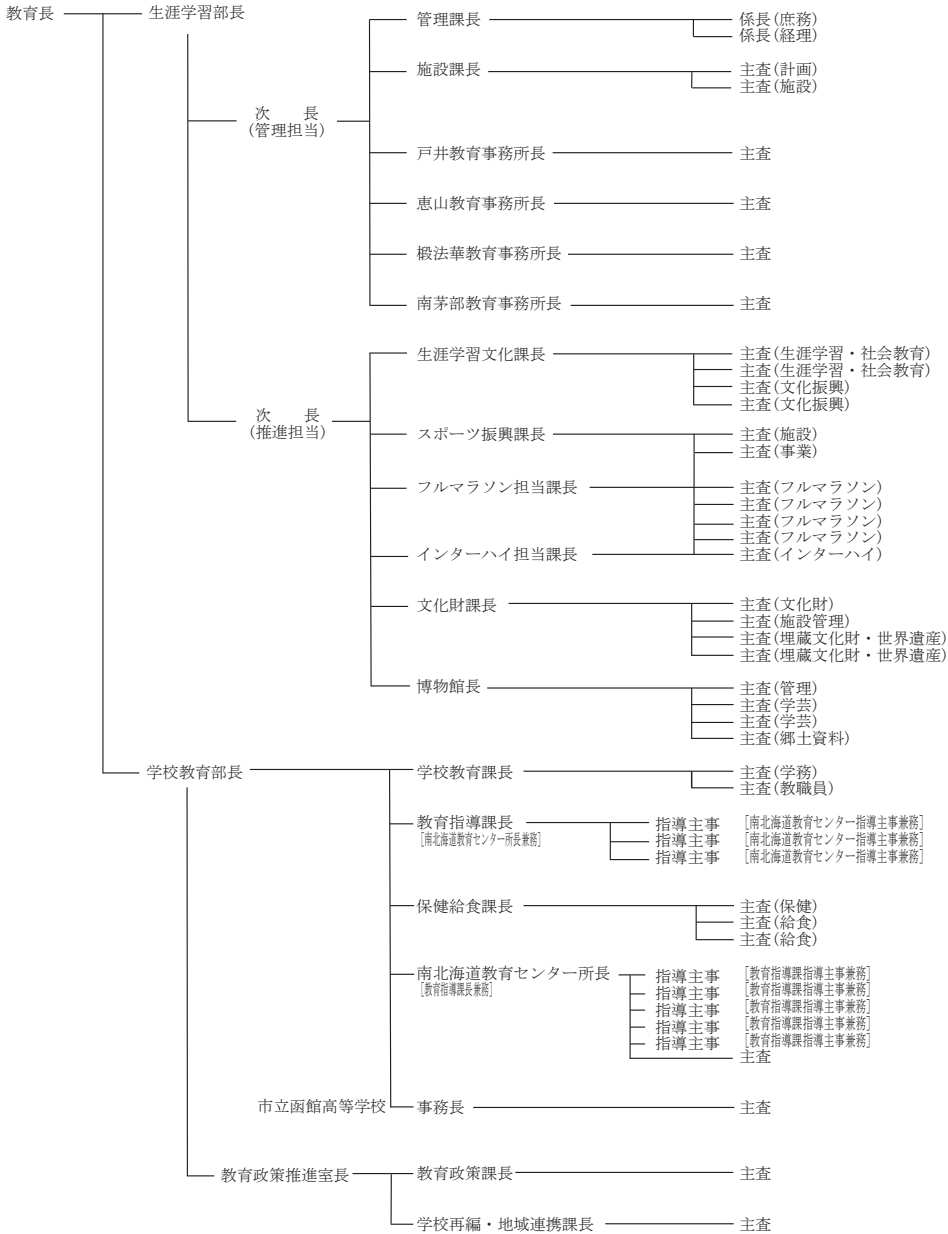 教育長
生涯学習部長
次　　長
(管理担当)
管理課長
係長(庶務)
係長(経理)
施設課長
主査(計画)
主査(施設)
戸井教育事務所長
主査
恵山教育事務所長
主査
椴法華教育事務所長
主査
南茅部教育事務所長
主査
次　　長
(推進担当)
生涯学習文化課長
主査(生涯学習・社会教育)
主査(生涯学習・社会教育)
主査(文化振興)
主査(文化振興)
スポーツ振興課長
主査(施設)
主査(事業)
フルマラソン担当課長
主査(フルマラソン)
主査(フルマラソン)
主査(フルマラソン)
主査(フルマラソン)
インターハイ担当課長
主査(インターハイ)
文化財課長
主査(文化財)
主査(施設管理)
主査(埋蔵文化財・世界遺産)
主査(埋蔵文化財・世界遺産)
博物館長
主査(管理)
主査(学芸)
主査(学芸)
主査(郷土資料)
学校教育部長
学校教育課長
主査(学務)
主査(教職員)
教育指導課長
[南北海道教育センター所長兼務]
指導主事　[南北海道教育センター指導主事兼務]
指導主事　[南北海道教育センター指導主事兼務]
指導主事　[南北海道教育センター指導主事兼務]
保健給食課長
主査(保健)
主査(給食)
主査(給食)
南北海道教育センター所長
[教育指導課長兼務]
指導主事　[教育指導課指導主事兼務]
指導主事　[教育指導課指導主事兼務]
指導主事　[教育指導課指導主事兼務]
指導主事　[教育指導課指導主事兼務]
指導主事　[教育指導課指導主事兼務]
主査
市立函館高等学校
事務長
主査
教育政策推進室長
教育政策課長
主査
学校再編・地域連携課長
主査